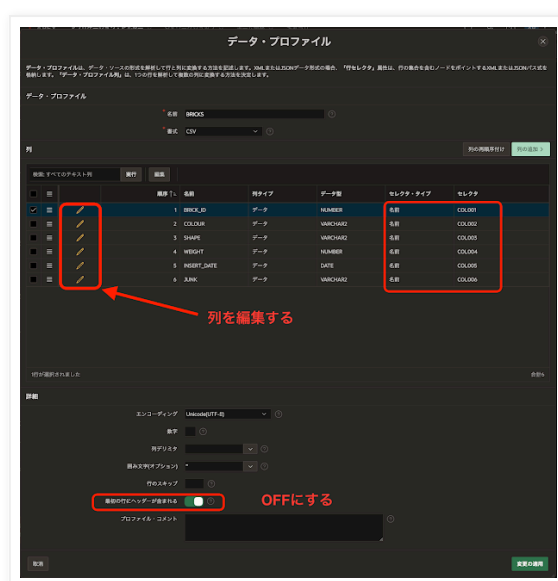 データ・プロファイル
データ・プロファイルは、データ・ソースの形式を解析して行と列に変換する方法を記述します。XMLまたはJSONデータ形式の場合、「行セレクタ」属性は、行の集合を含むノードをポイントするXMLまたはJSONパス式を
格納します。「データ・プロファイル列」は、1つの行を解析して複数の列に変換する方法を決定します。
データ・プロファイル
* 名前 BRICKS
* 書式 CSV
列
列の再順序付け 列の追加 >
検索: すべてのテキスト列 実行 編集
順序 ↑ 名前 列タイプ データ型 セレクタ・タイプ セレクタ
1 BRICK_ID データ NUMBER 名前 COL001
2 COLOUR データ VARCHAR2 名前 COL002
3 SHAPE データ VARCHAR2 名前 COL003
4 WEIGHT データ NUMBER 名前 COL004
5 INSERT_DATE データ DATE 名前 COL005
6 JUNK データ VARCHAR2 名前 COL006
列を編集する
1行が選択されました 合計6
詳細
エンコーディング Unicode(UTF-8)
数字
列デリミタ
囲み文字(オプション) "
行のスキップ
最初の行にヘッダーが含まれる
OFFにする
プロファイル・コメント
取消 変更の適用